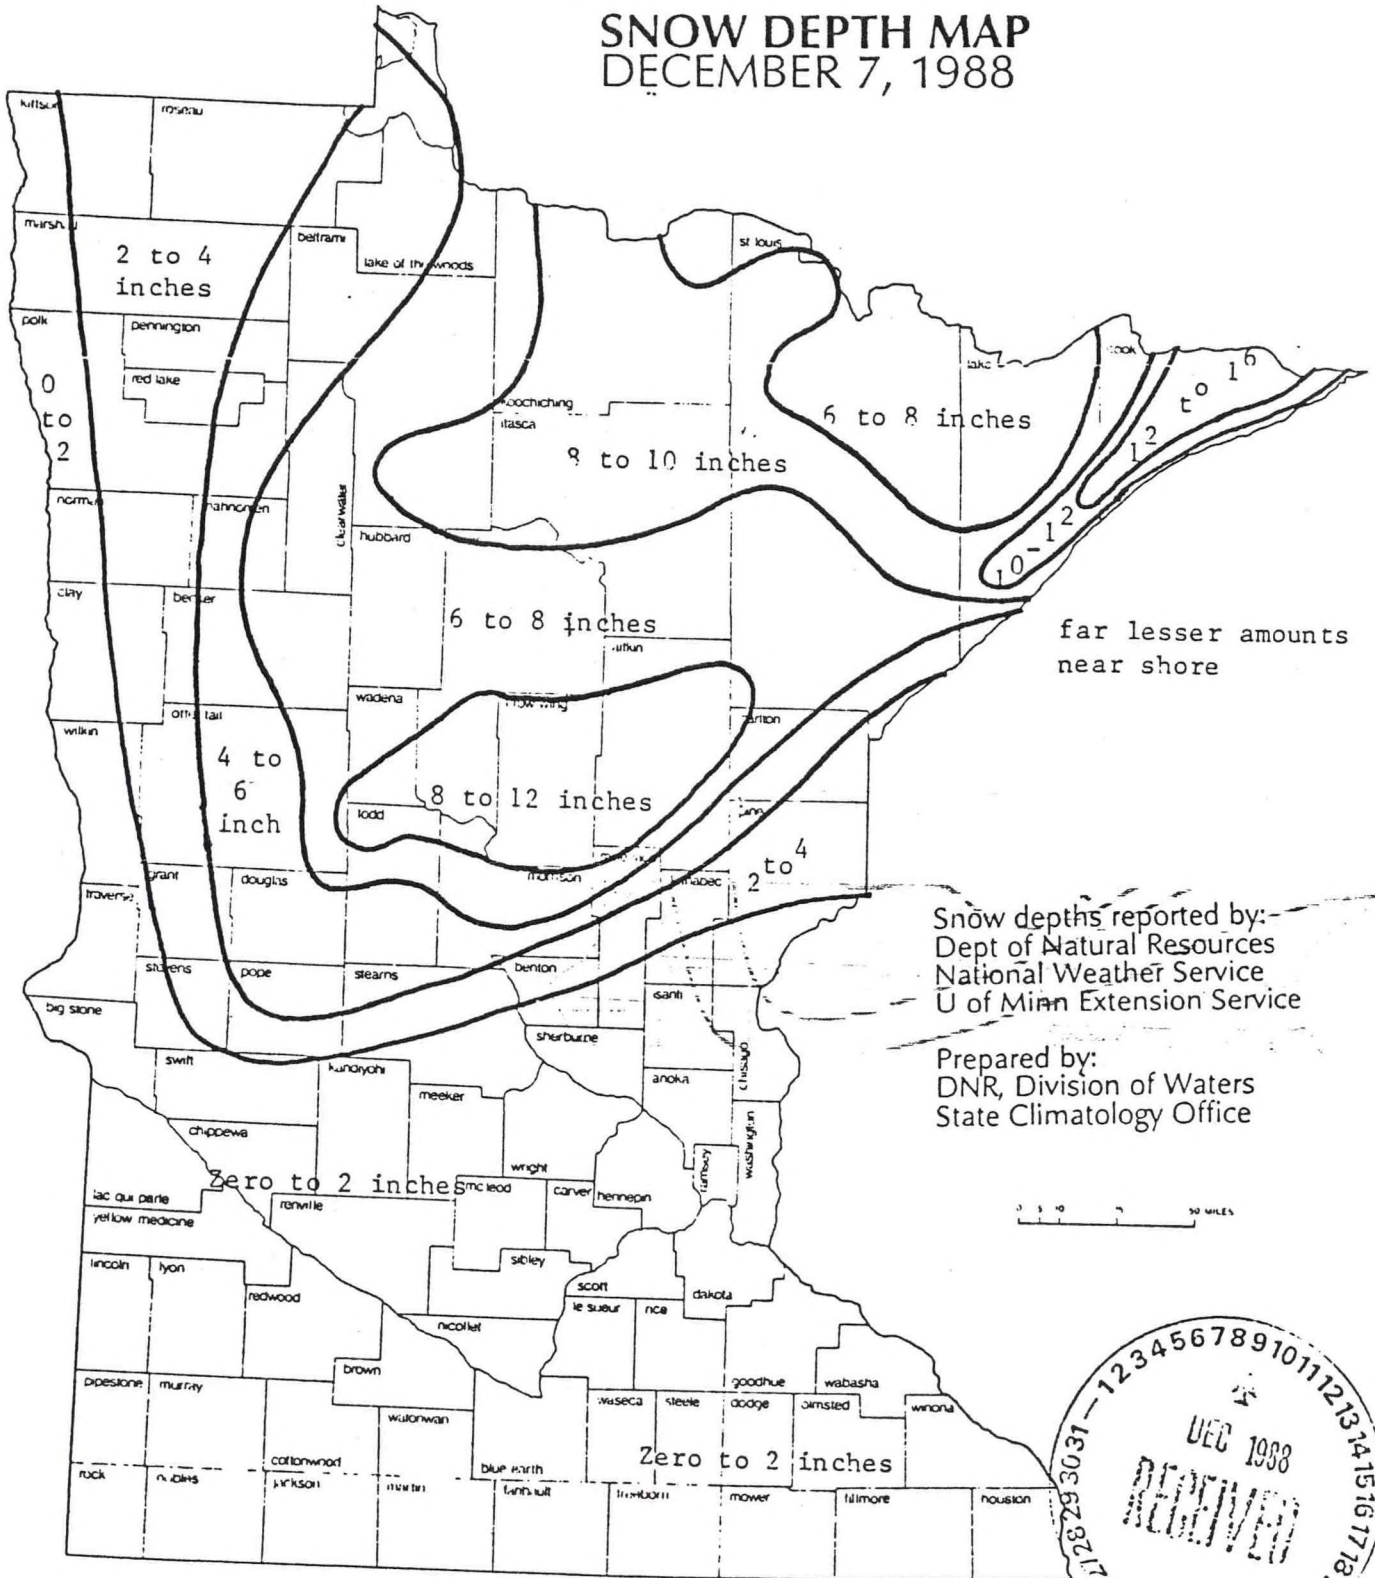 SNOW DEPTH MAP
DECEMBER 7, 1988
roseau
2 to 4
inches
beltrami
lake of the woods
st louis
polk
pennington
red lake
0
to
2
koochiching
itasca
lake
cook
6 to 8 inches
8 to 10 inches
12 to 16
10-12
clearwater
hubbard
clay
becker
6 to 8 inches
far lesser amounts
near shore
wadena
wilkin
4 to
6
inch
8 to 12 inches
todd
2 to 4
grant
douglas
morrison
traverse
stevens
pope
stearns
benton
isanti
big stone
sherburne
swift
kandiyohi
anoka
chisago
meeker
chippewa
wright
ramsey
washington
Zero to 2 inches
lac qui parle
yellow medicine
renville
mc leod
carver
hennepin
lincoln
lyon
sibley
scott
dakota
redwood
le sueur
rice
nicollet
brown
pipestone
murray
goodhue
wabasha
waseca
steele
dodge
olmsted
winona
watonwan
cottonwood
blue earth
Zero to 2 inches
rock
nobles
jackson
martin
faribault
freeborn
mower
fillmore
houston
Snow depths reported by:
Dept of Natural Resources
National Weather Service
U of Minn Extension Service
Prepared by:
DNR, Division of Waters
State Climatology Office
50 MILES
DEC 1988
RECEIVED